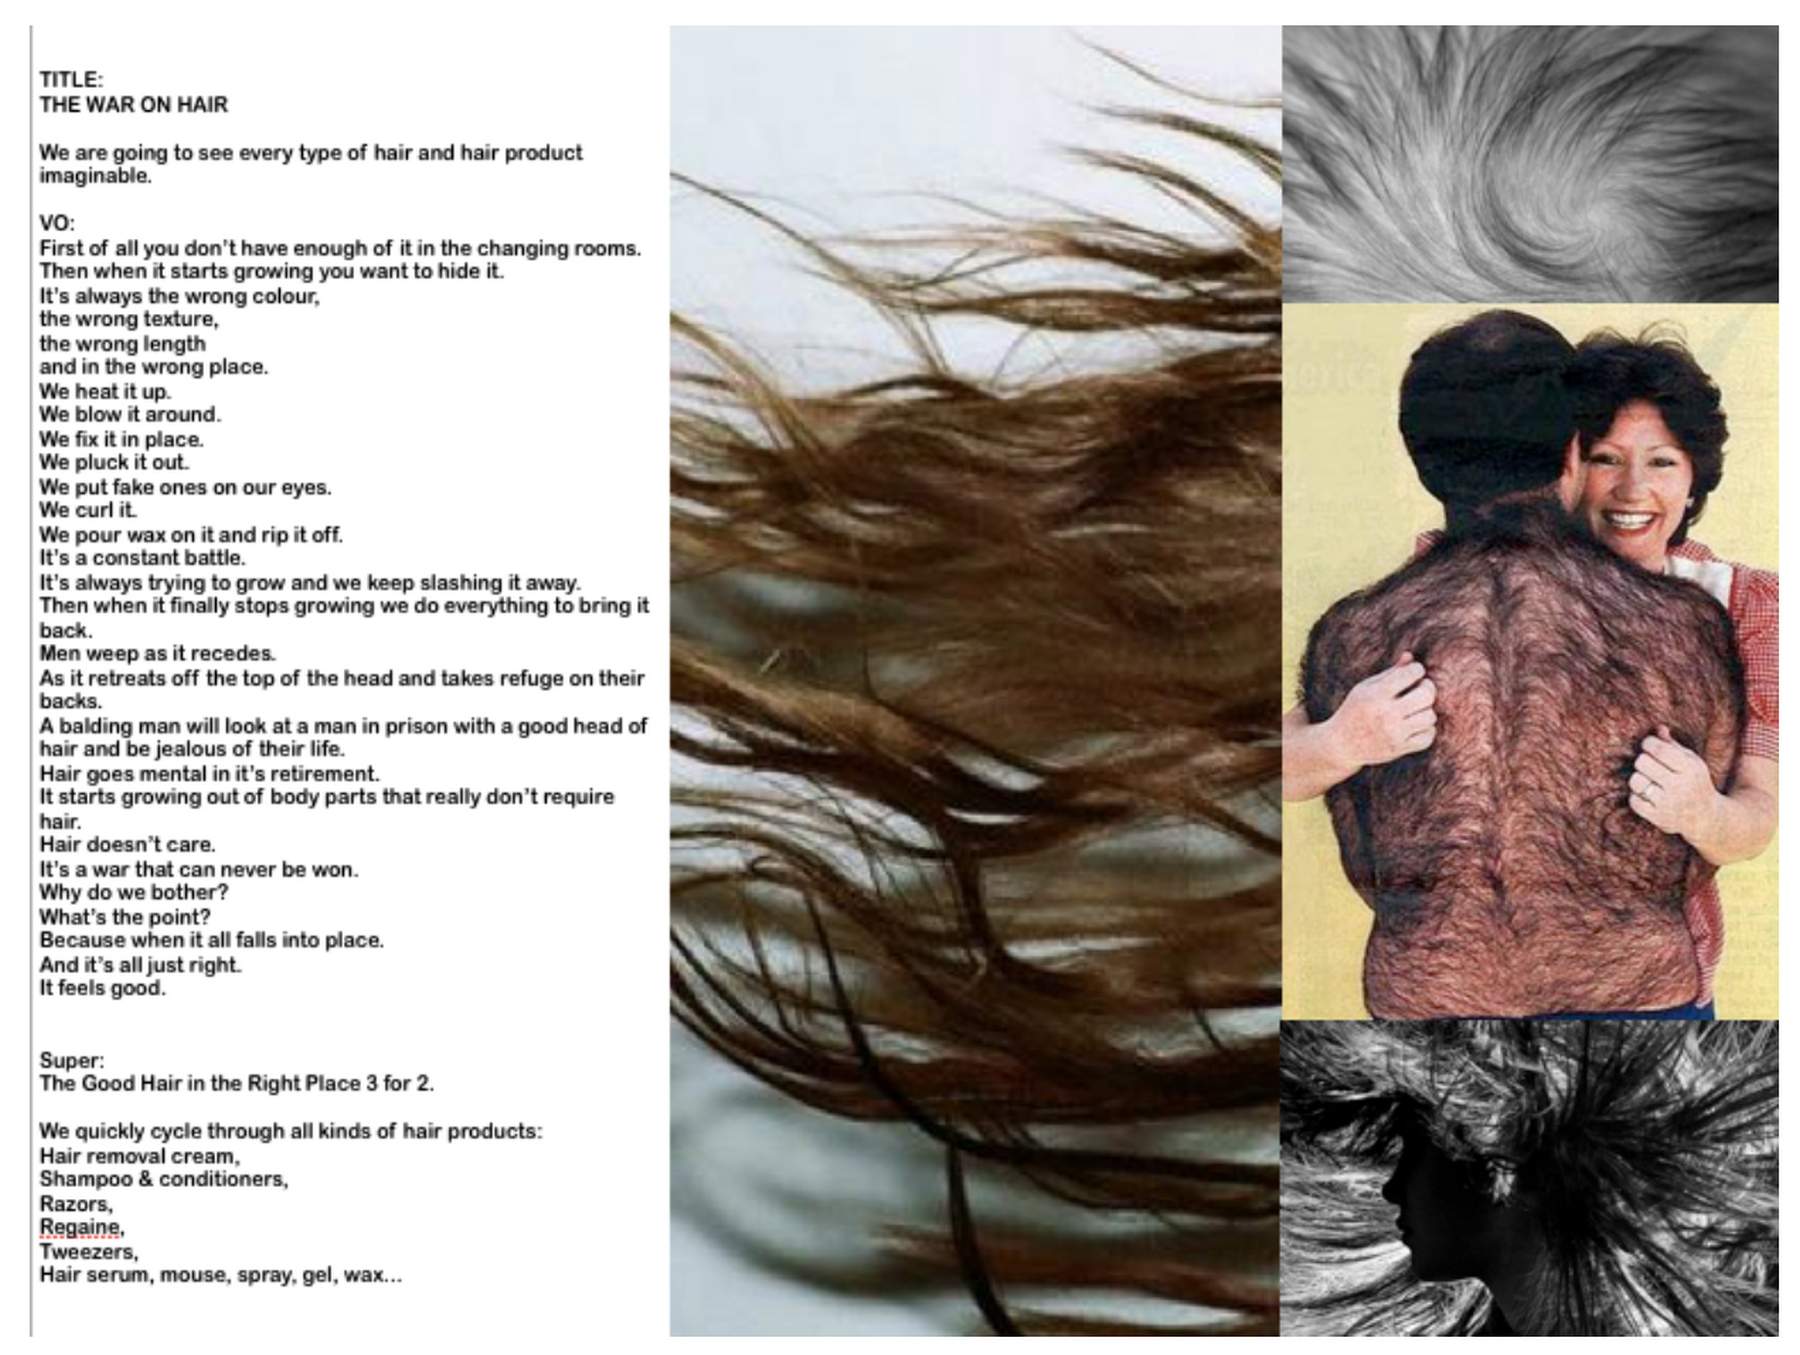 TITLE:
THE WAR ON HAIR
We are going to see every type of hair and hair product
imaginable.
VO:
First of all you don't have enough of it in the changing rooms.
Then when it starts growing you want to hide it.
It's always the wrong colour,
the wrong texture,
the wrong length
and in the wrong place.
We heat it up.
We blow it around.
We fix it in place.
We pluck it out.
We put fake ones on our eyes.
We curl it.
We pour wax on it and rip it off.
It's a constant battle.
It's always trying to grow and we keep slashing it away.
Then when it finally stops growing we do everything to bring it
back.
Men weep as it recedes.
As it retreats off the top of the head and takes refuge on their
backs.
A balding man will look at a man in prison with a good head of
hair and be jealous of their life.
Hair goes mental in it's retirement.
It starts growing out of body parts that really don't require
hair.
Hair doesn't care.
It's a war that can never be won.
Why do we bother?
What's the point?
Because when it all falls into place.
And it's all just right.
It feels good.
Super:
The Good Hair in the Right Place 3 for 2.
We quickly cycle through all kinds of hair products:
Hair removal cream,
Shampoo & conditioners,
Razors,
Regaine,
Tweezers,
Hair serum, mouse, spray, gel, wax...